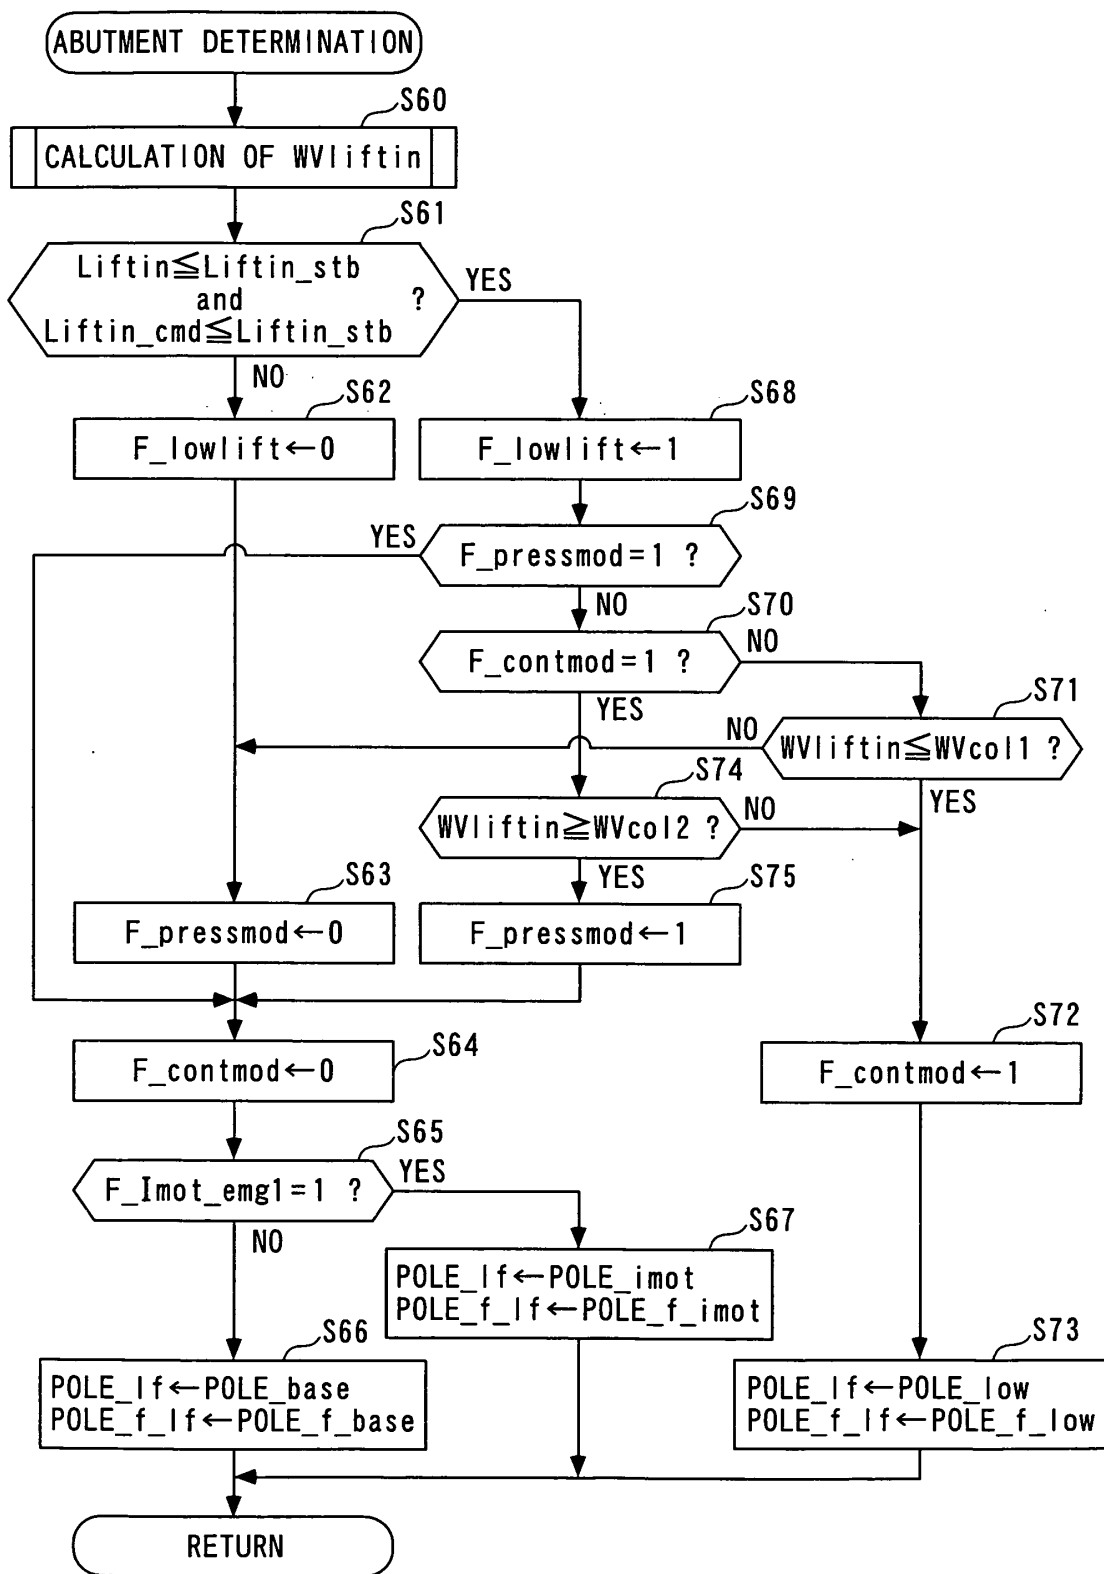 ABUTMENT DETERMINATION
S60
CALCULATION OF WVliftin
S61
Liftin≦Liftin_stb
and
?
Liftin_cmd≦Liftin_stb
YES
NO
S62
F_lowlift←0
S68
F_lowlift←1
S69
YES
F_pressmod=1 ?
NO
S70
F_contmod=1 ?
NO
YES
S71
NO
WVliftin≦WVcol1 ?
YES
S74
WVliftin≧WVcol2 ?
NO
YES
S63
F_pressmod←0
S75
F_pressmod←1
S64
F_contmod←0
S72
F_contmod←1
S65
F_Imot_emg1=1 ?
YES
NO
S67
POLE_lf←POLE_imot
POLE_f_lf←POLE_f_imot
S66
POLE_lf←POLE_base
POLE_f_lf←POLE_f_base
S73
POLE_lf←POLE_low
POLE_f_lf←POLE_f_low
RETURN